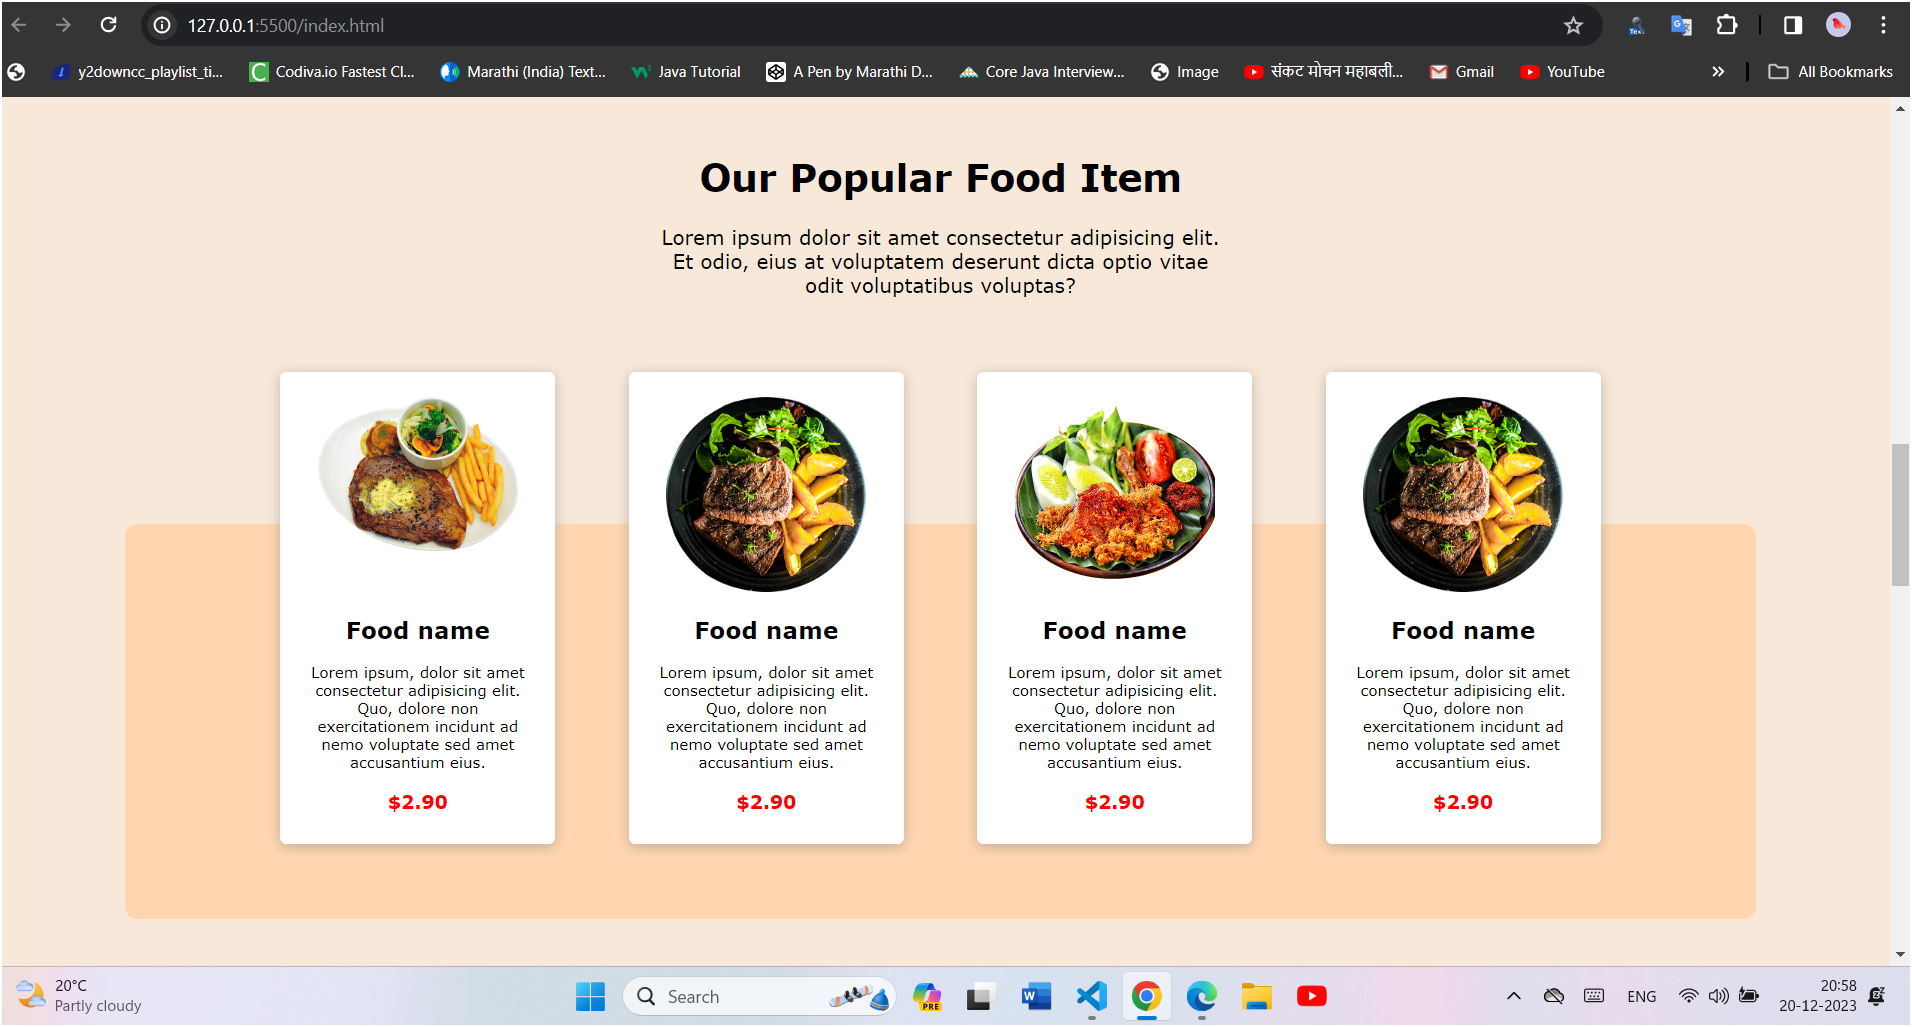 127.0.0.1:5500/index.html
y2downcc_playlist_ti...
Codiva.io Fastest Cl...
Marathi (India) Text...
Java Tutorial
A Pen by Marathi D...
Core Java Interview...
Image
संकट मोचन महाबली...
Gmail
YouTube
All Bookmarks
Our Popular Food Item
Lorem ipsum dolor sit amet consectetur adipisicing elit.
Et odio, eius at voluptatem deserunt dicta optio vitae
odit voluptatibus voluptas?
Food name
Lorem ipsum, dolor sit amet
consectetur adipisicing elit.
Quo, dolore non
exercitationem incidunt ad
nemo voluptate sed amet
accusantium eius.
$2.90
Food name
Lorem ipsum, dolor sit amet
consectetur adipisicing elit.
Quo, dolore non
exercitationem incidunt ad
nemo voluptate sed amet
accusantium eius.
$2.90
Food name
Lorem ipsum, dolor sit amet
consectetur adipisicing elit.
Quo, dolore non
exercitationem incidunt ad
nemo voluptate sed amet
accusantium eius.
$2.90
Food name
Lorem ipsum, dolor sit amet
consectetur adipisicing elit.
Quo, dolore non
exercitationem incidunt ad
nemo voluptate sed amet
accusantium eius.
$2.90
20°C
Partly cloudy
Search
PRE
ENG
20:58
20-12-2023